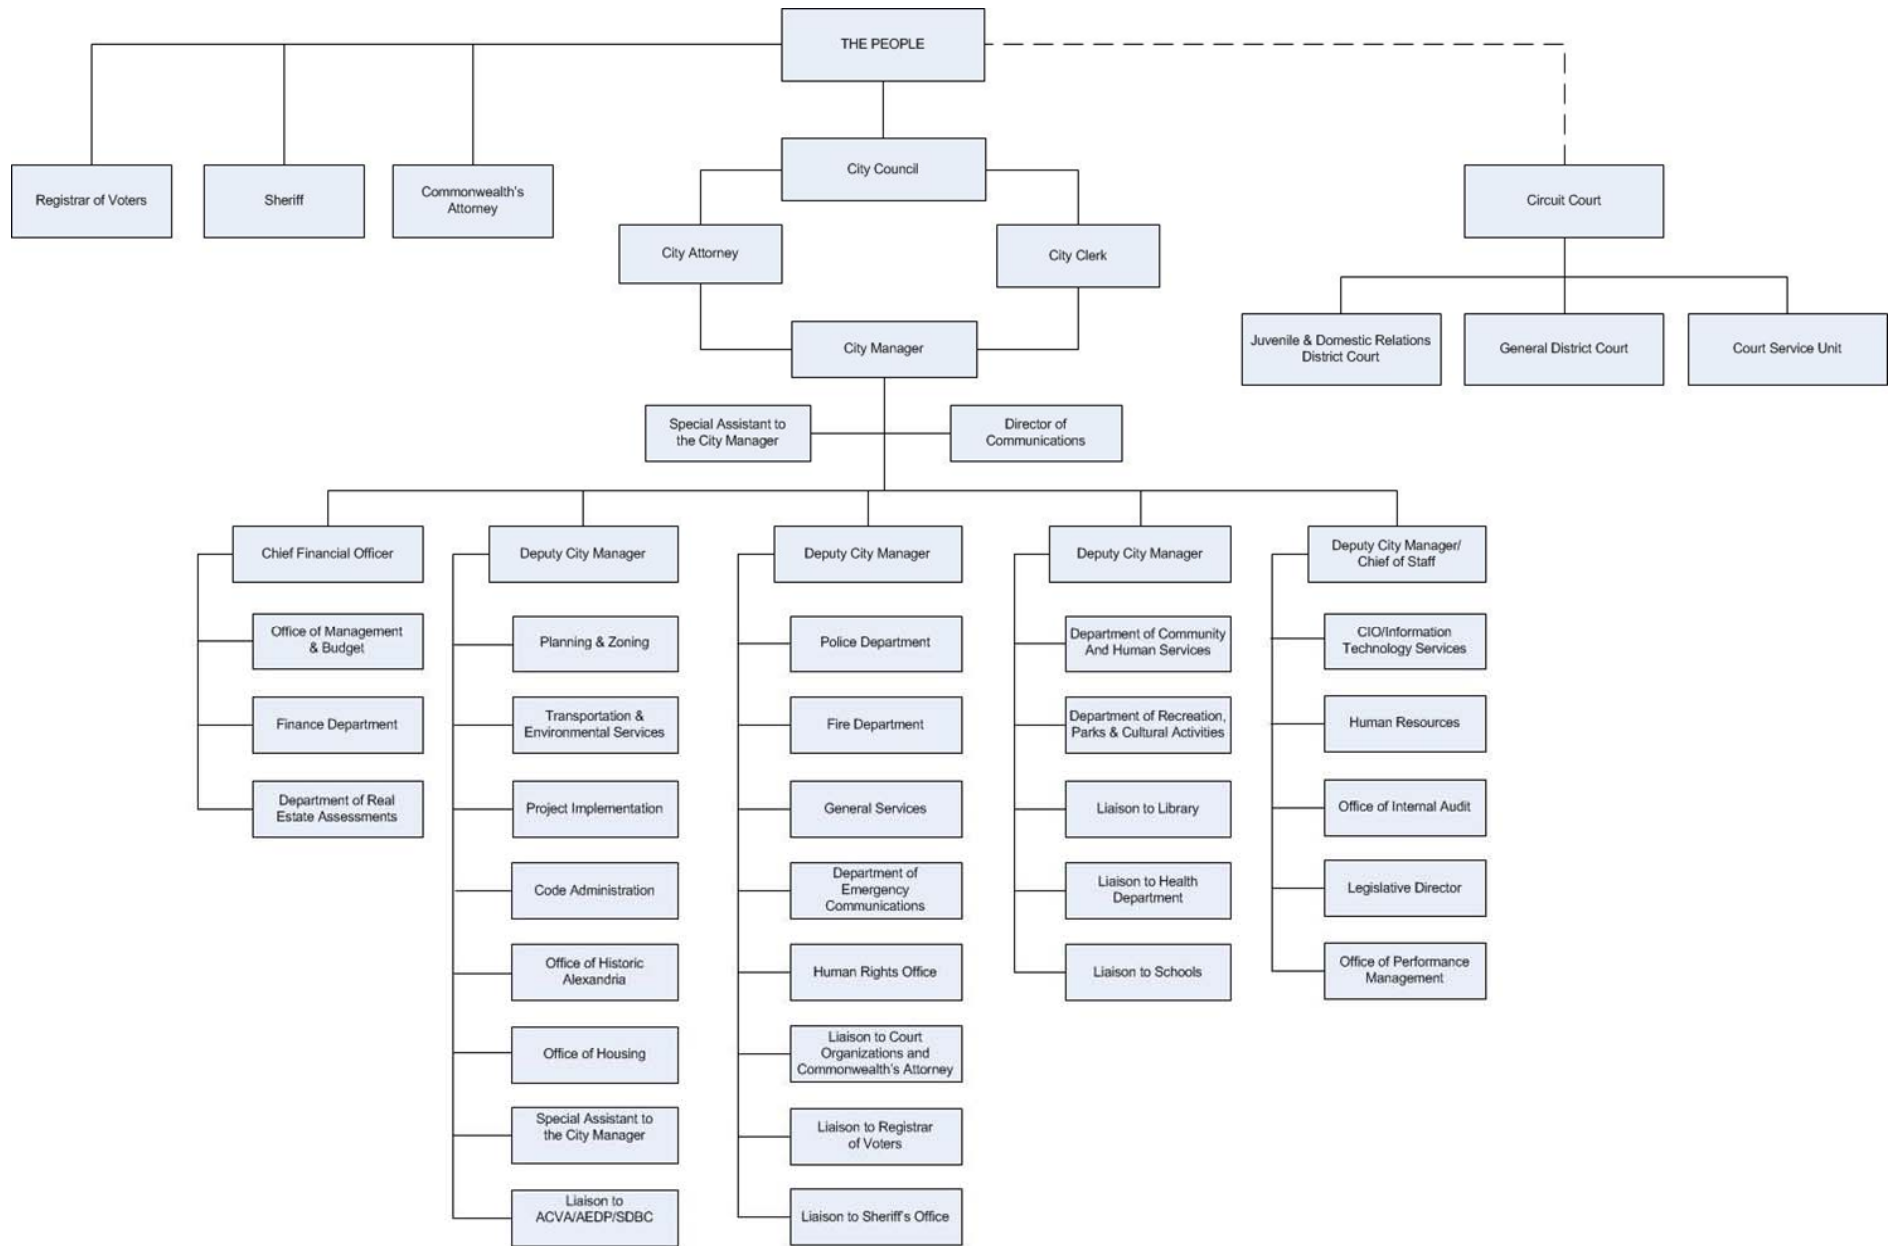 THE PEOPLE
Registrar of Voters
Sheriff
Commonwealth's
Attorney
City Council
Circuit Court
City Attorney
City Clerk
City Manager
Juvenile & Domestic Relations
District Court
General District Court
Court Service Unit
Special Assistant to
the City Manager
Director of
Communications
Chief Financial Officer
Office of Management
& Budget
Finance Department
Department of Real
Estate Assessments
Deputy City Manager
Planning & Zoning
Transportation &
Environmental Services
Project Implementation
Code Administration
Office of Historic
Alexandria
Office of Housing
Special Assistant to
the City Manager
Liaison to
ACVA/AEDP/SDBC
Deputy City Manager
Police Department
Fire Department
General Services
Department of
Emergency
Communications
Human Rights Office
Liaison to Court
Organizations and
Commonwealth's Attorney
Liaison to Registrar
of Voters
Liaison to Sheriff's Office
Deputy City Manager
Department of Community
And Human Services
Department of Recreation,
Parks & Cultural Activities
Liaison to Library
Liaison to Health
Department
Liaison to Schools
Deputy City Manager/
Chief of Staff
CIO/Information
Technology Services
Human Resources
Office of Internal Audit
Legislative Director
Office of Performance
Management